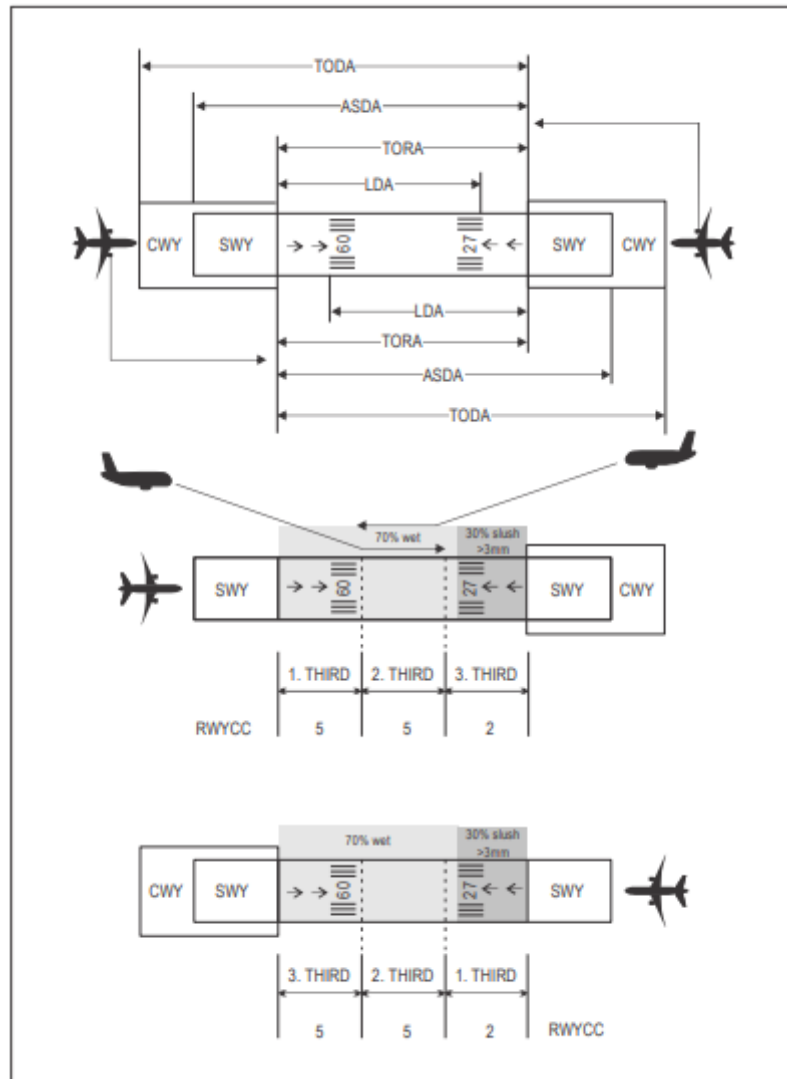 TODA
ASDA
TORA
LDA
CWY
SWY
09
27
SWY
CWY
LDA
TORA
ASDA
TODA
70% wet
30% slush
>3mm
SWY
09
27
SWY
CWY
1. THIRD
2. THIRD
3. THIRD
RWYCC
5
5
2
70% wet
30% slush
>3mm
CWY
SWY
09
27
SWY
3. THIRD
2. THIRD
1. THIRD
5
5
2
RWYCC